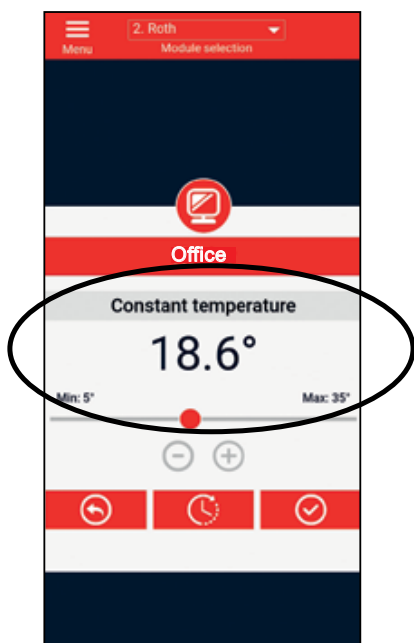 2. Roth
Menu
Module selection
Office
Constant temperature
18.6°
Min: 5°
Max: 35°